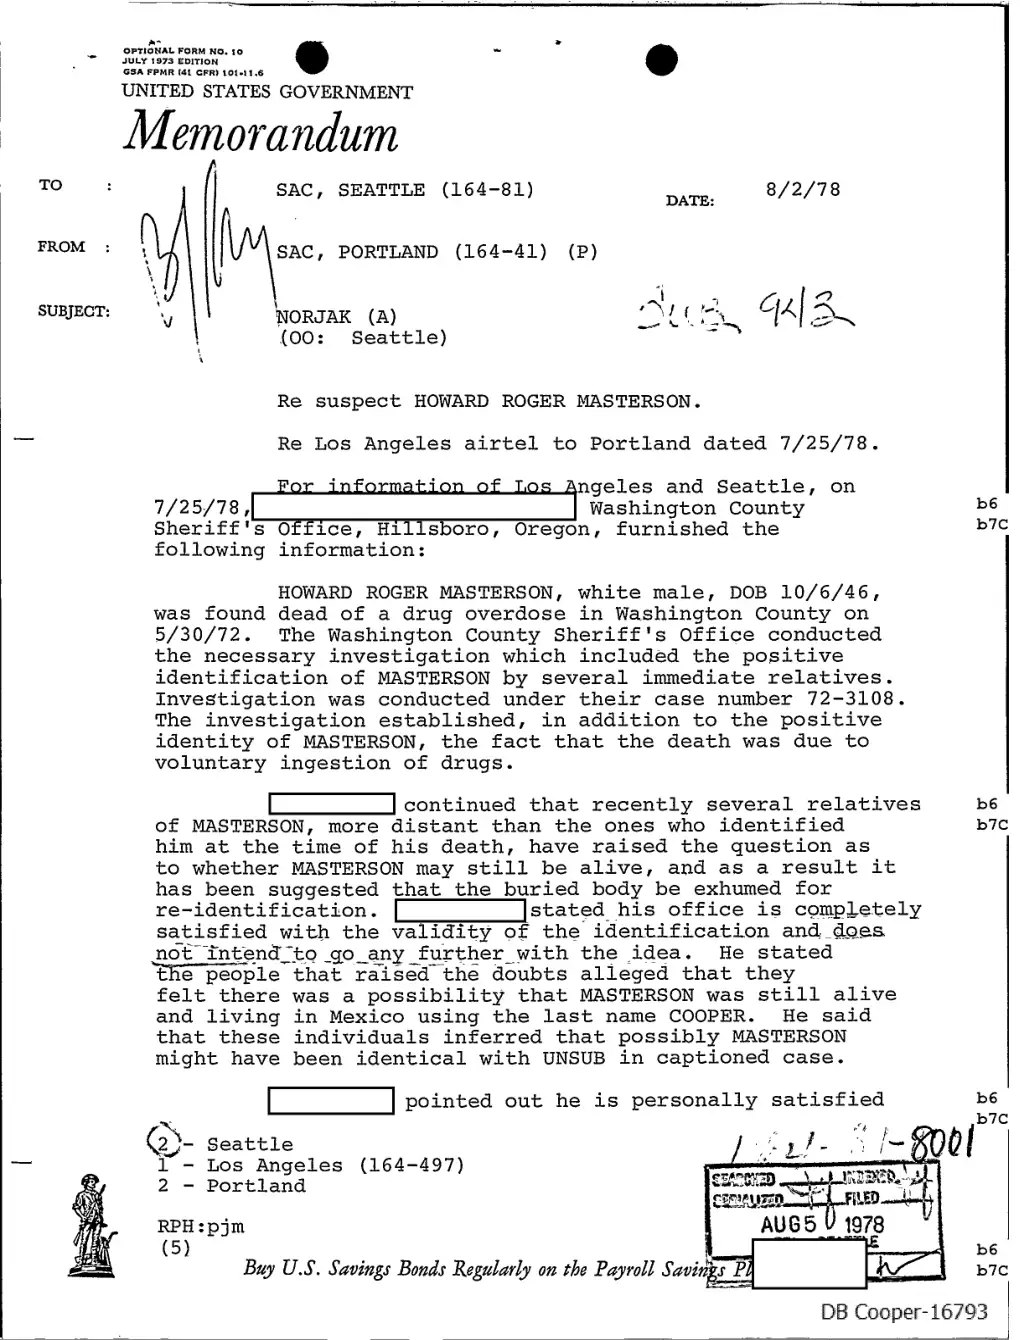 OPTIONAL FORM NO. 10
JULY 1973 EDITION
GSA FPMR (41 CFR) 101-11.6
UNITED STATES GOVERNMENT
Memorandum
TO : SAC, SEATTLE (164-81) DATE: 8/2/78
FROM : SAC, PORTLAND (164-41) (P)
SUBJECT: NORJAK (A)
(OO: Seattle)
Sub 913
Re suspect HOWARD ROGER MASTERSON.
Re Los Angeles airtel to Portland dated 7/25/78.
For information of Los Angeles and Seattle, on
7/25/78, Washington County b6
Sheriff's Office, Hillsboro, Oregon, furnished the b7C
following information:
HOWARD ROGER MASTERSON, white male, DOB 10/6/46,
was found dead of a drug overdose in Washington County on
5/30/72. The Washington County Sheriff's Office conducted
the necessary investigation which included the positive
identification of MASTERSON by several immediate relatives.
Investigation was conducted under their case number 72-3108.
The investigation established, in addition to the positive
identity of MASTERSON, the fact that the death was due to
voluntary ingestion of drugs.
continued that recently several relatives b6
of MASTERSON, more distant than the ones who identified b7C
him at the time of his death, have raised the question as
to whether MASTERSON may still be alive, and as a result it
has been suggested that the buried body be exhumed for
re-identification. stated his office is completely
satisfied with the validity of the identification and does
not intend to go any further with the idea. He stated
the people that raised the doubts alleged that they
felt there was a possibility that MASTERSON was still alive
and living in Mexico using the last name COOPER. He said
that these individuals inferred that possibly MASTERSON
might have been identical with UNSUB in captioned case.
pointed out he is personally satisfied b6
b7C
2 - Seattle
1 - Los Angeles (164-497)
2 - Portland
164-81-8001
SEARCHED INDEXED
SERIALIZED FILED
AUG 5 1978
RPH:pjm
(5)
b6
b7C
Buy U.S. Savings Bonds Regularly on the Payroll Savings Pl
DB Cooper-16793